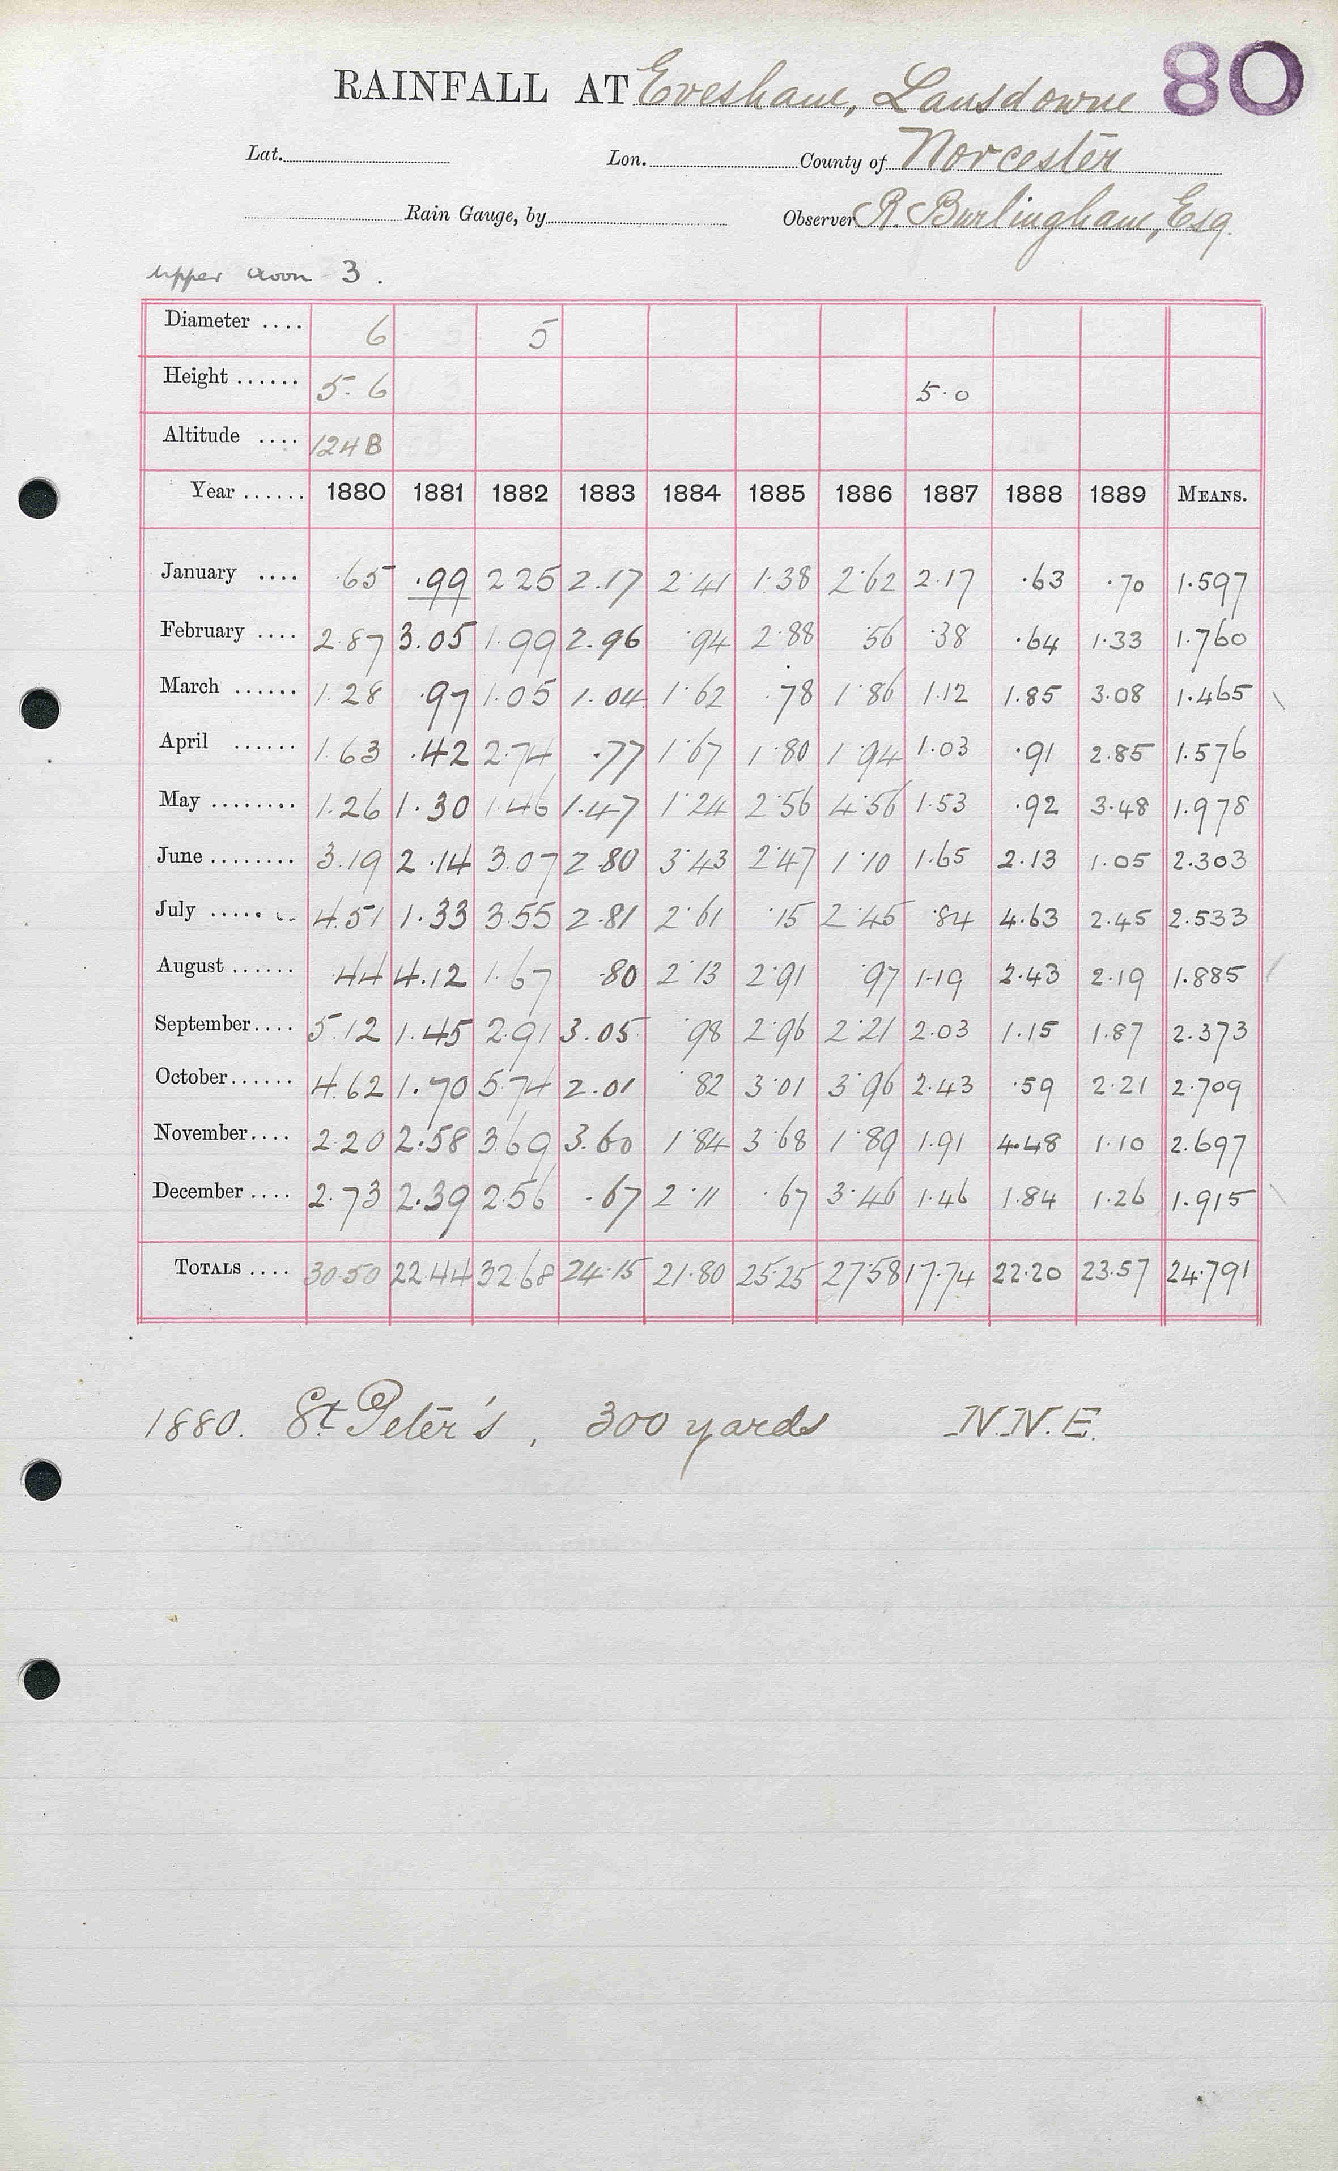 RAINFALL AT Evesham, Lansdowne 80
Lat. Lon. County of Worcester
Rain Gauge, by Observer R. Burlingham, Esq.
Upper Avon 3.
Diameter .... 6 5
Height ...... 5.6 5.0
Altitude .... 124 B
Year ...... 1880 1881 1882 1883 1884 1885 1886 1887 1888 1889 MEANS.
January .... .65 .99 2.25 2.17 2.41 1.38 2.62 2.17 .63 .70 1.597
February .... 2.87 3.05 1.99 2.96 .94 2.88 .56 .38 .64 1.33 1.760
March ...... 1.28 .97 1.05 1.04 1.62 .78 1.86 1.12 1.85 3.08 1.465
April ...... 1.63 .42 2.74 .77 1.67 1.80 1.94 1.03 .91 2.85 1.576
May ........ 1.26 1.30 1.46 1.47 1.24 2.56 4.56 1.53 .92 3.48 1.978
June ........ 3.19 2.14 3.07 2.80 3.43 2.47 1.10 1.65 2.13 1.05 2.303
July ........ 4.51 1.33 3.55 2.81 2.61 .15 2.45 .84 4.63 2.45 2.533
August ...... .44 4.12 1.67 .80 2.13 2.91 .97 1.19 2.43 2.19 1.885
September .... 5.12 1.45 2.91 3.05 .98 2.96 2.21 2.03 1.15 1.87 2.373
October ...... 4.62 1.70 5.74 2.01 .82 3.01 3.96 2.43 .59 2.21 2.709
November .... 2.20 2.58 3.69 3.60 1.84 3.68 1.89 1.91 4.48 1.10 2.697
December .... 2.73 2.39 2.56 .67 2.11 .67 3.46 1.46 1.84 1.26 1.915
TOTALS .... 30.50 22.44 32.68 24.15 21.80 25.25 27.58 17.74 22.20 23.57 24.791
1880. St Peter's, 300 yards N.N.E.